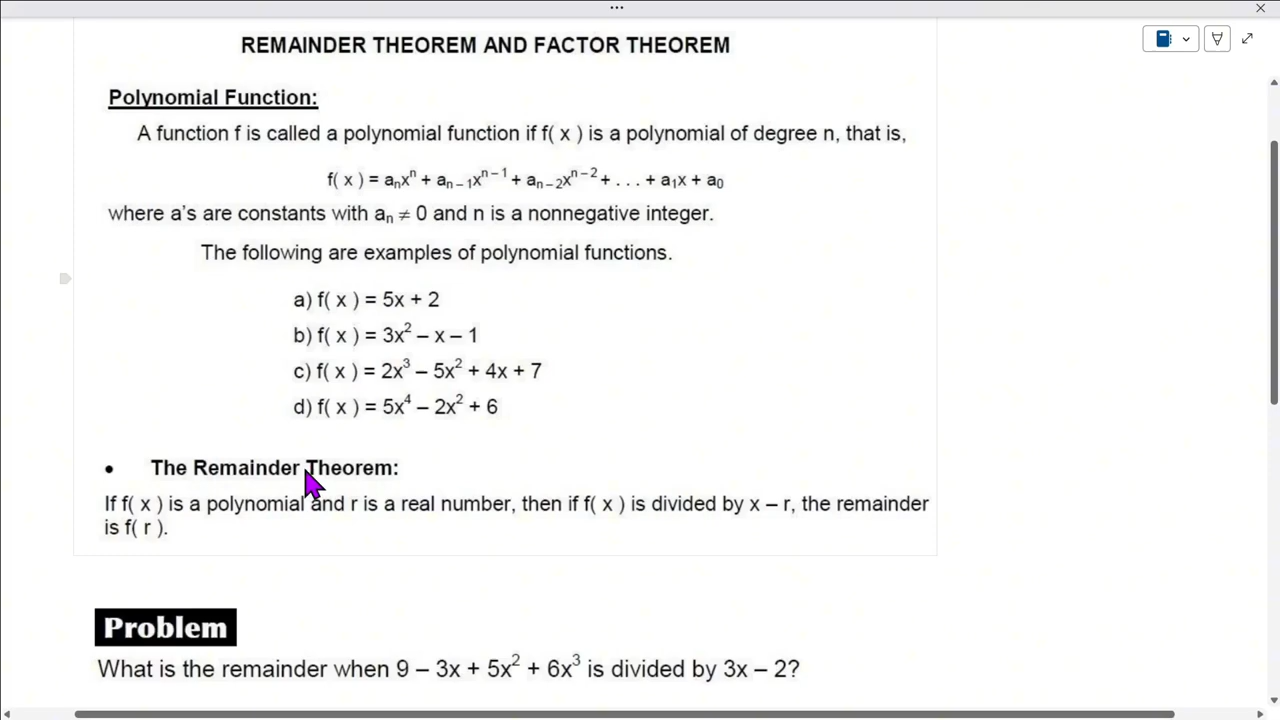 REMAINDER THEOREM AND FACTOR THEOREM
Polynomial Function:
A function f is called a polynomial function if f( x ) is a polynomial of degree n, that is,
f( x ) = aₙxⁿ + aₙ₋₁xⁿ⁻¹ + aₙ₋₂xⁿ⁻² + . . . + a₁x + a₀
where a's are constants with aₙ ≠ 0 and n is a nonnegative integer.
The following are examples of polynomial functions.
a) f( x ) = 5x + 2
b) f( x ) = 3x² – x – 1
c) f( x ) = 2x³ – 5x² + 4x + 7
d) f( x ) = 5x⁴ – 2x² + 6
• The Remainder Theorem:
If f( x ) is a polynomial and r is a real number, then if f( x ) is divided by x – r, the remainder
is f( r ).
Problem
What is the remainder when 9 – 3x + 5x² + 6x³ is divided by 3x – 2?